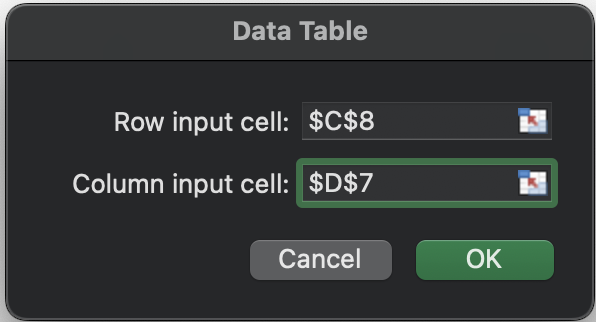 Data Table
Row input cell: $C$8
Column input cell: $D$7
Cancel OK